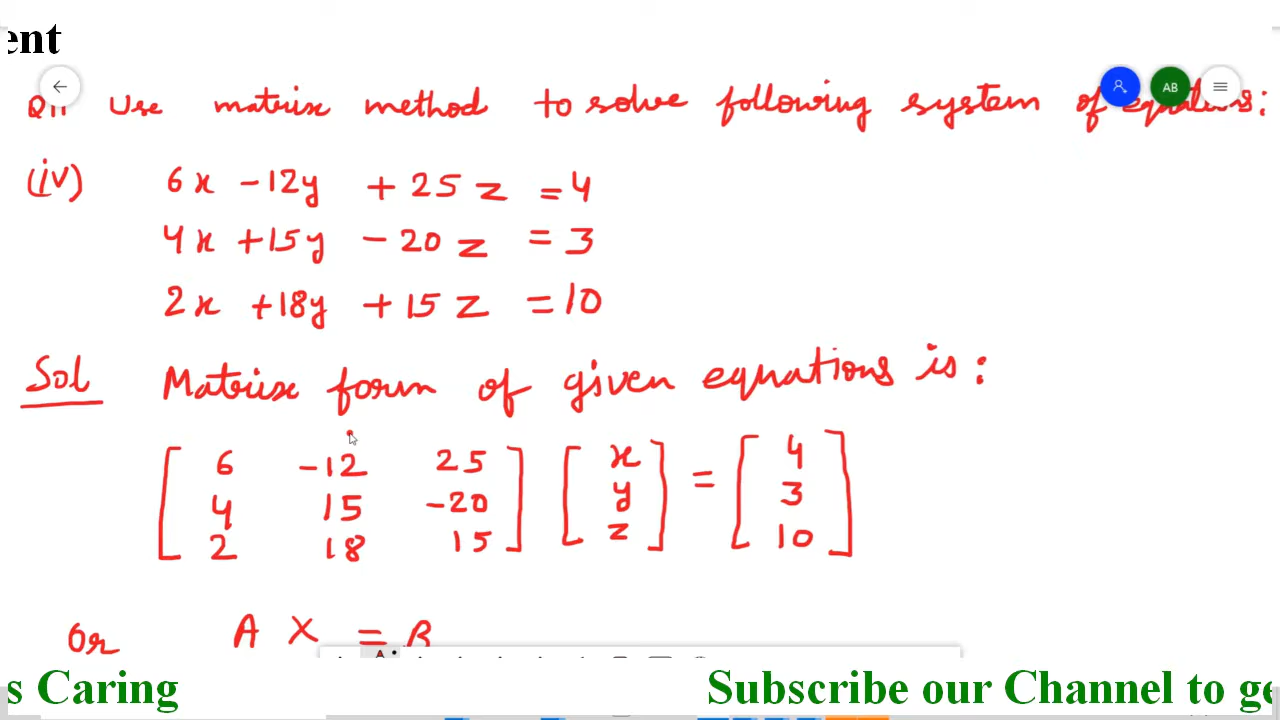 ent
Q11 Use matrix method to solve following system of equations:
AB
(iv) 6x -12y +25z =4
4x +15y -20z =3
2x +18y +15z =10
Sol Matrix form of given equations is:
[ 6 -12 25 ] [ x ] = [ 4 ]
[ 4 15 -20 ] [ y ] = [ 3 ]
[ 2 18 15 ] [ z ] = [ 10 ]
Or A X = B
s Caring Subscribe our Channel to ge